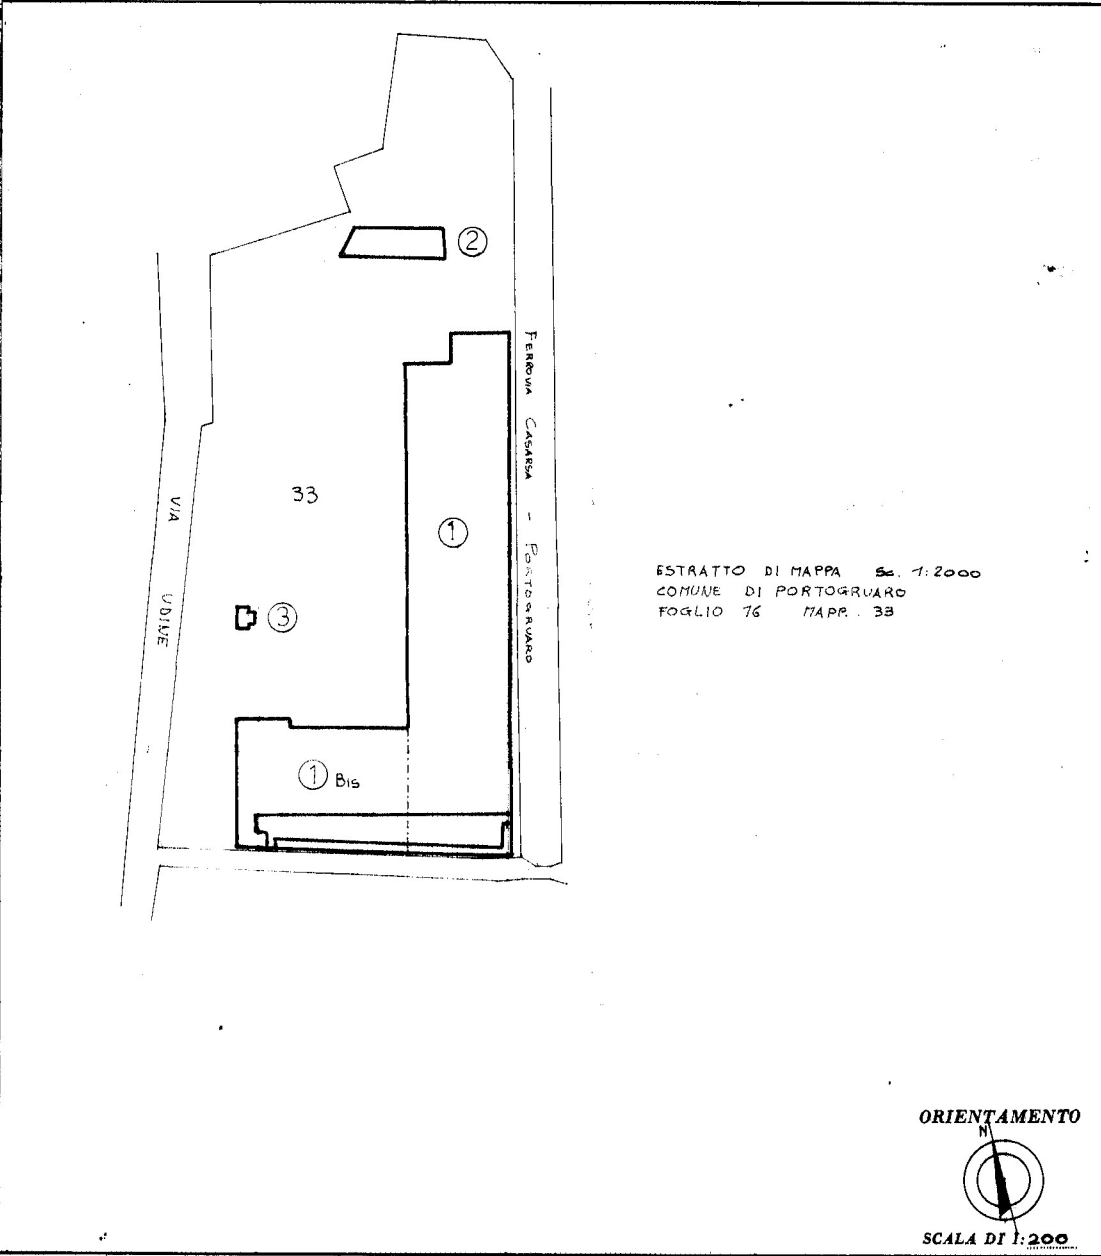 ②
FERROVIA CASARSA - PORTOGRUARO
33
①
VIA UDINE
ESTRATTO DI MAPPA Sc. 1:2000
COMUNE DI PORTOGRUARO
FOGLIO 76 MAPP. 33
③
① Bis
ORIENTAMENTO
N
SCALA DI 1:200